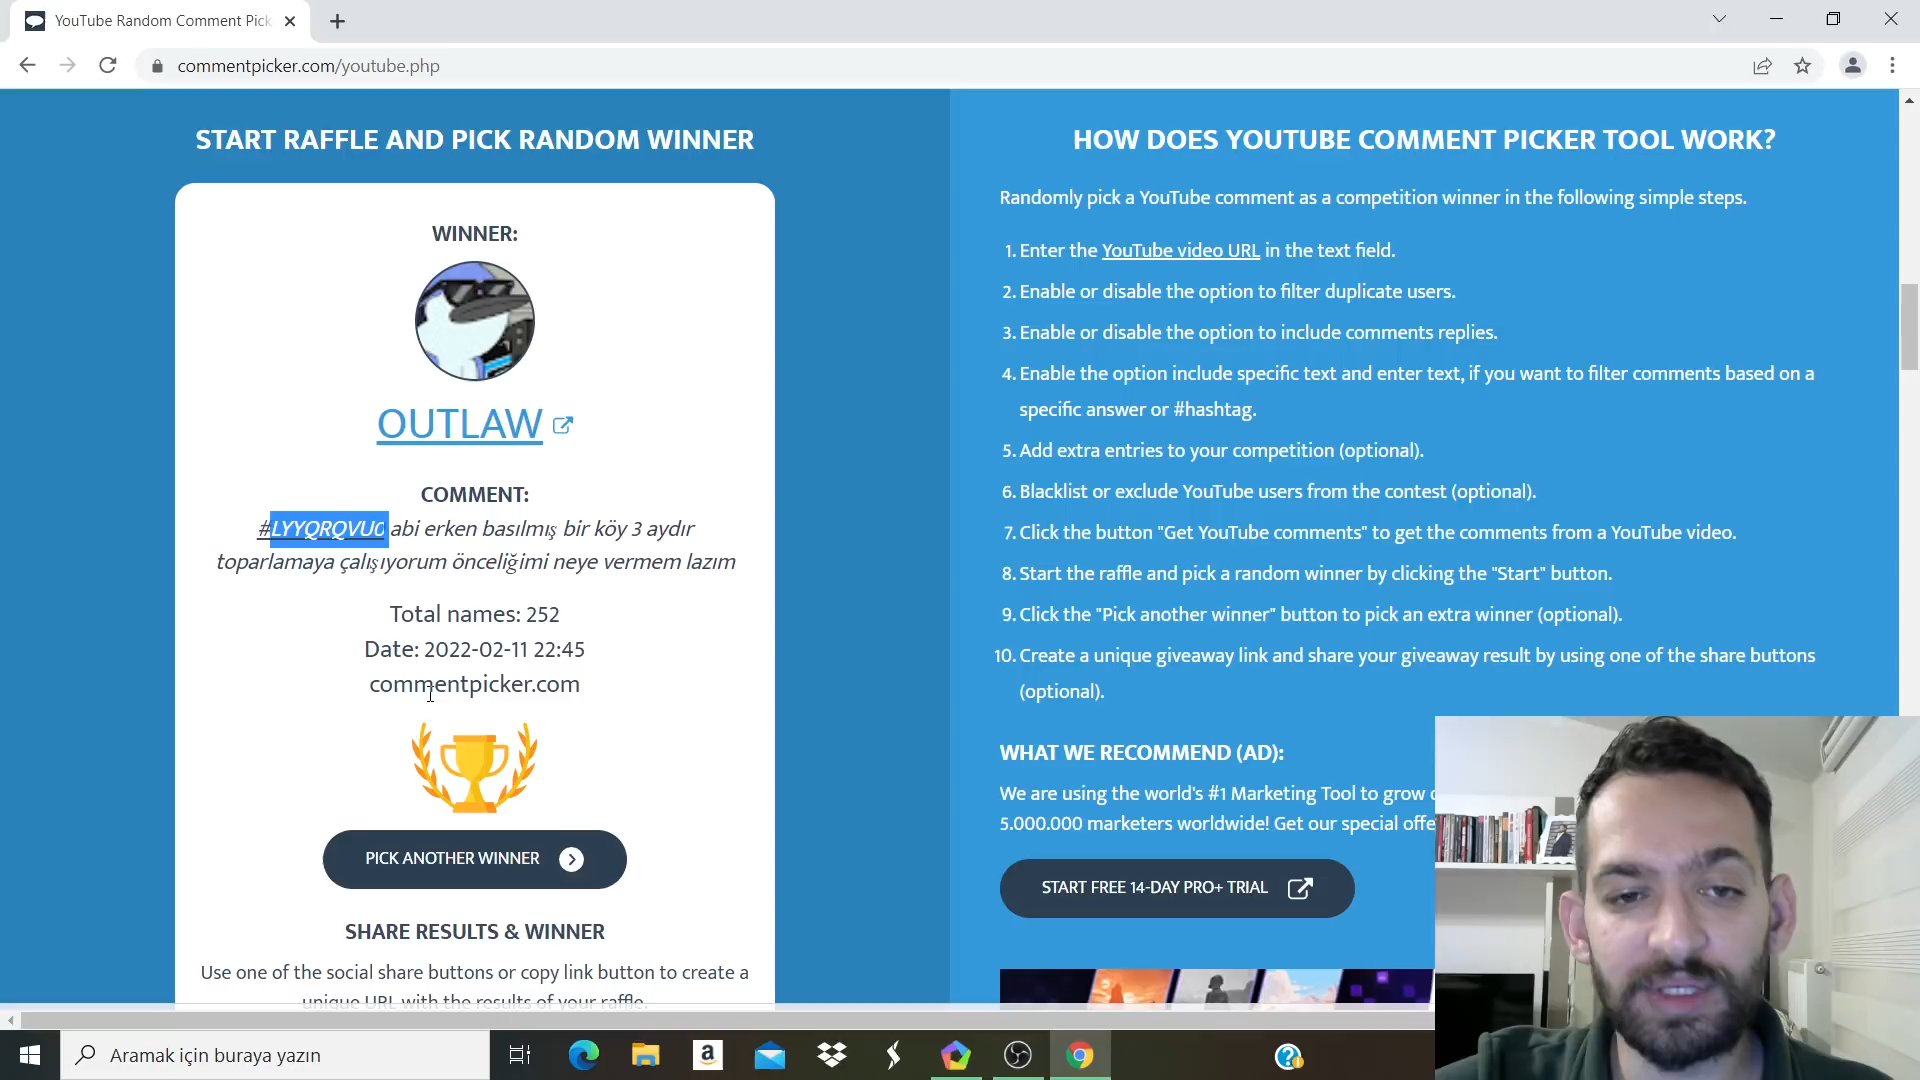 YouTube Random Comment Pick
commentpicker.com/youtube.php
START RAFFLE AND PICK RANDOM WINNER
WINNER:
OUTLAW
COMMENT:
#LYYQRQVU0 abi erken basılmış bir köy 3 aydır
toparlamaya çalışıyorum önceliğimi neye vermem lazım
Total names: 252
Date: 2022-02-11 22:45
commentpicker.com
PICK ANOTHER WINNER
SHARE RESULTS & WINNER
Use one of the social share buttons or copy link button to create a
unique URL with the results of your raffle.
HOW DOES YOUTUBE COMMENT PICKER TOOL WORK?
Randomly pick a YouTube comment as a competition winner in the following simple steps.
1. Enter the YouTube video URL in the text field.
2. Enable or disable the option to filter duplicate users.
3. Enable or disable the option to include comments replies.
4. Enable the option include specific text and enter text, if you want to filter comments based on a
specific answer or #hashtag.
5. Add extra entries to your competition (optional).
6. Blacklist or exclude YouTube users from the contest (optional).
7. Click the button "Get YouTube comments" to get the comments from a YouTube video.
8. Start the raffle and pick a random winner by clicking the "Start" button.
9. Click the "Pick another winner" button to pick an extra winner (optional).
10. Create a unique giveaway link and share your giveaway result by using one of the share buttons
(optional).
WHAT WE RECOMMEND (AD):
We are using the world's #1 Marketing Tool to grow
5.000.000 marketers worldwide! Get our special offe
START FREE 14-DAY PRO+ TRIAL
Aramak için buraya yazın